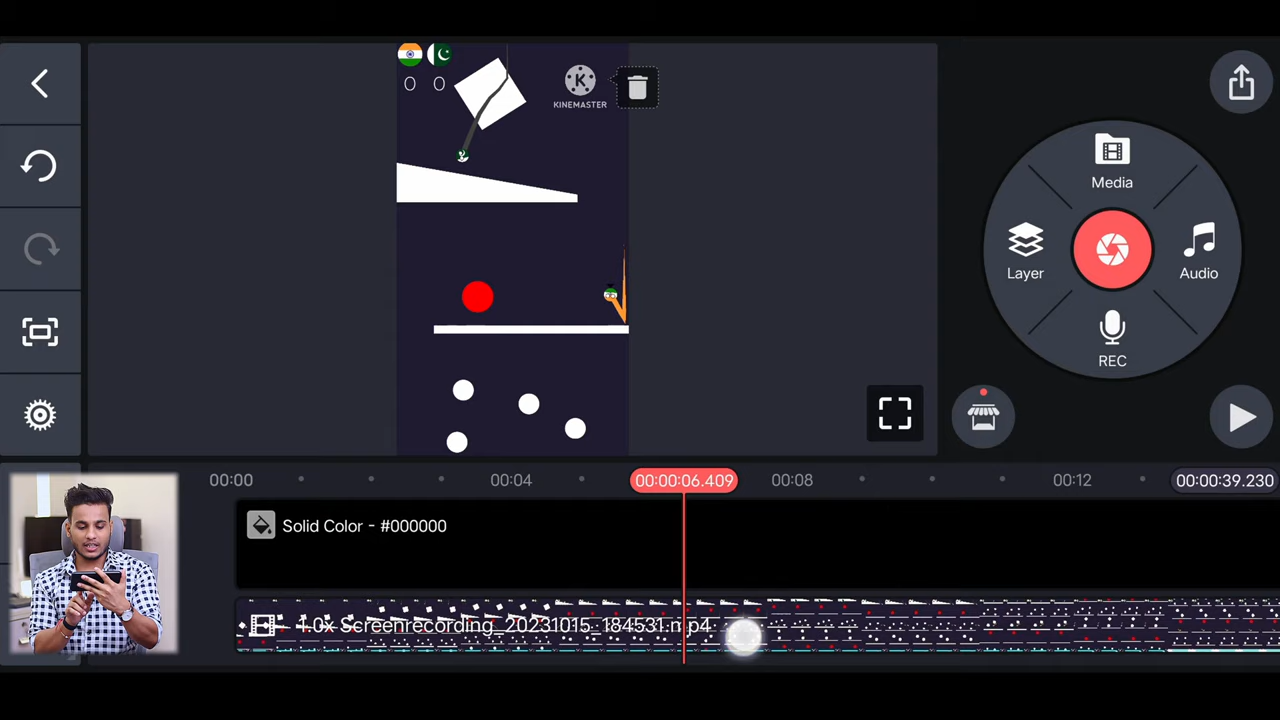 0 0
KINEMASTER
Media
Layer
Audio
REC
00:00
00:04
00:00:06.409
00:08
00:12
00:00:39.230
Solid Color - #000000
1.0x Screenrecording_20231015_184531.mp4